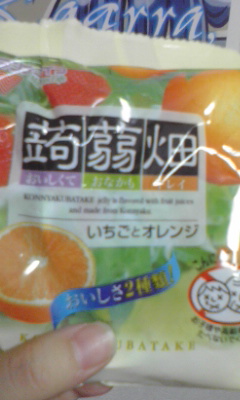 蒟蒻畑
おいしくて おなかも キレイ
KONNYAKUBATAKE jelly is flavored with fruit juices
and made from Konnyaku.
いちごとオレンジ
おいしさ2種類!
UBATAKE